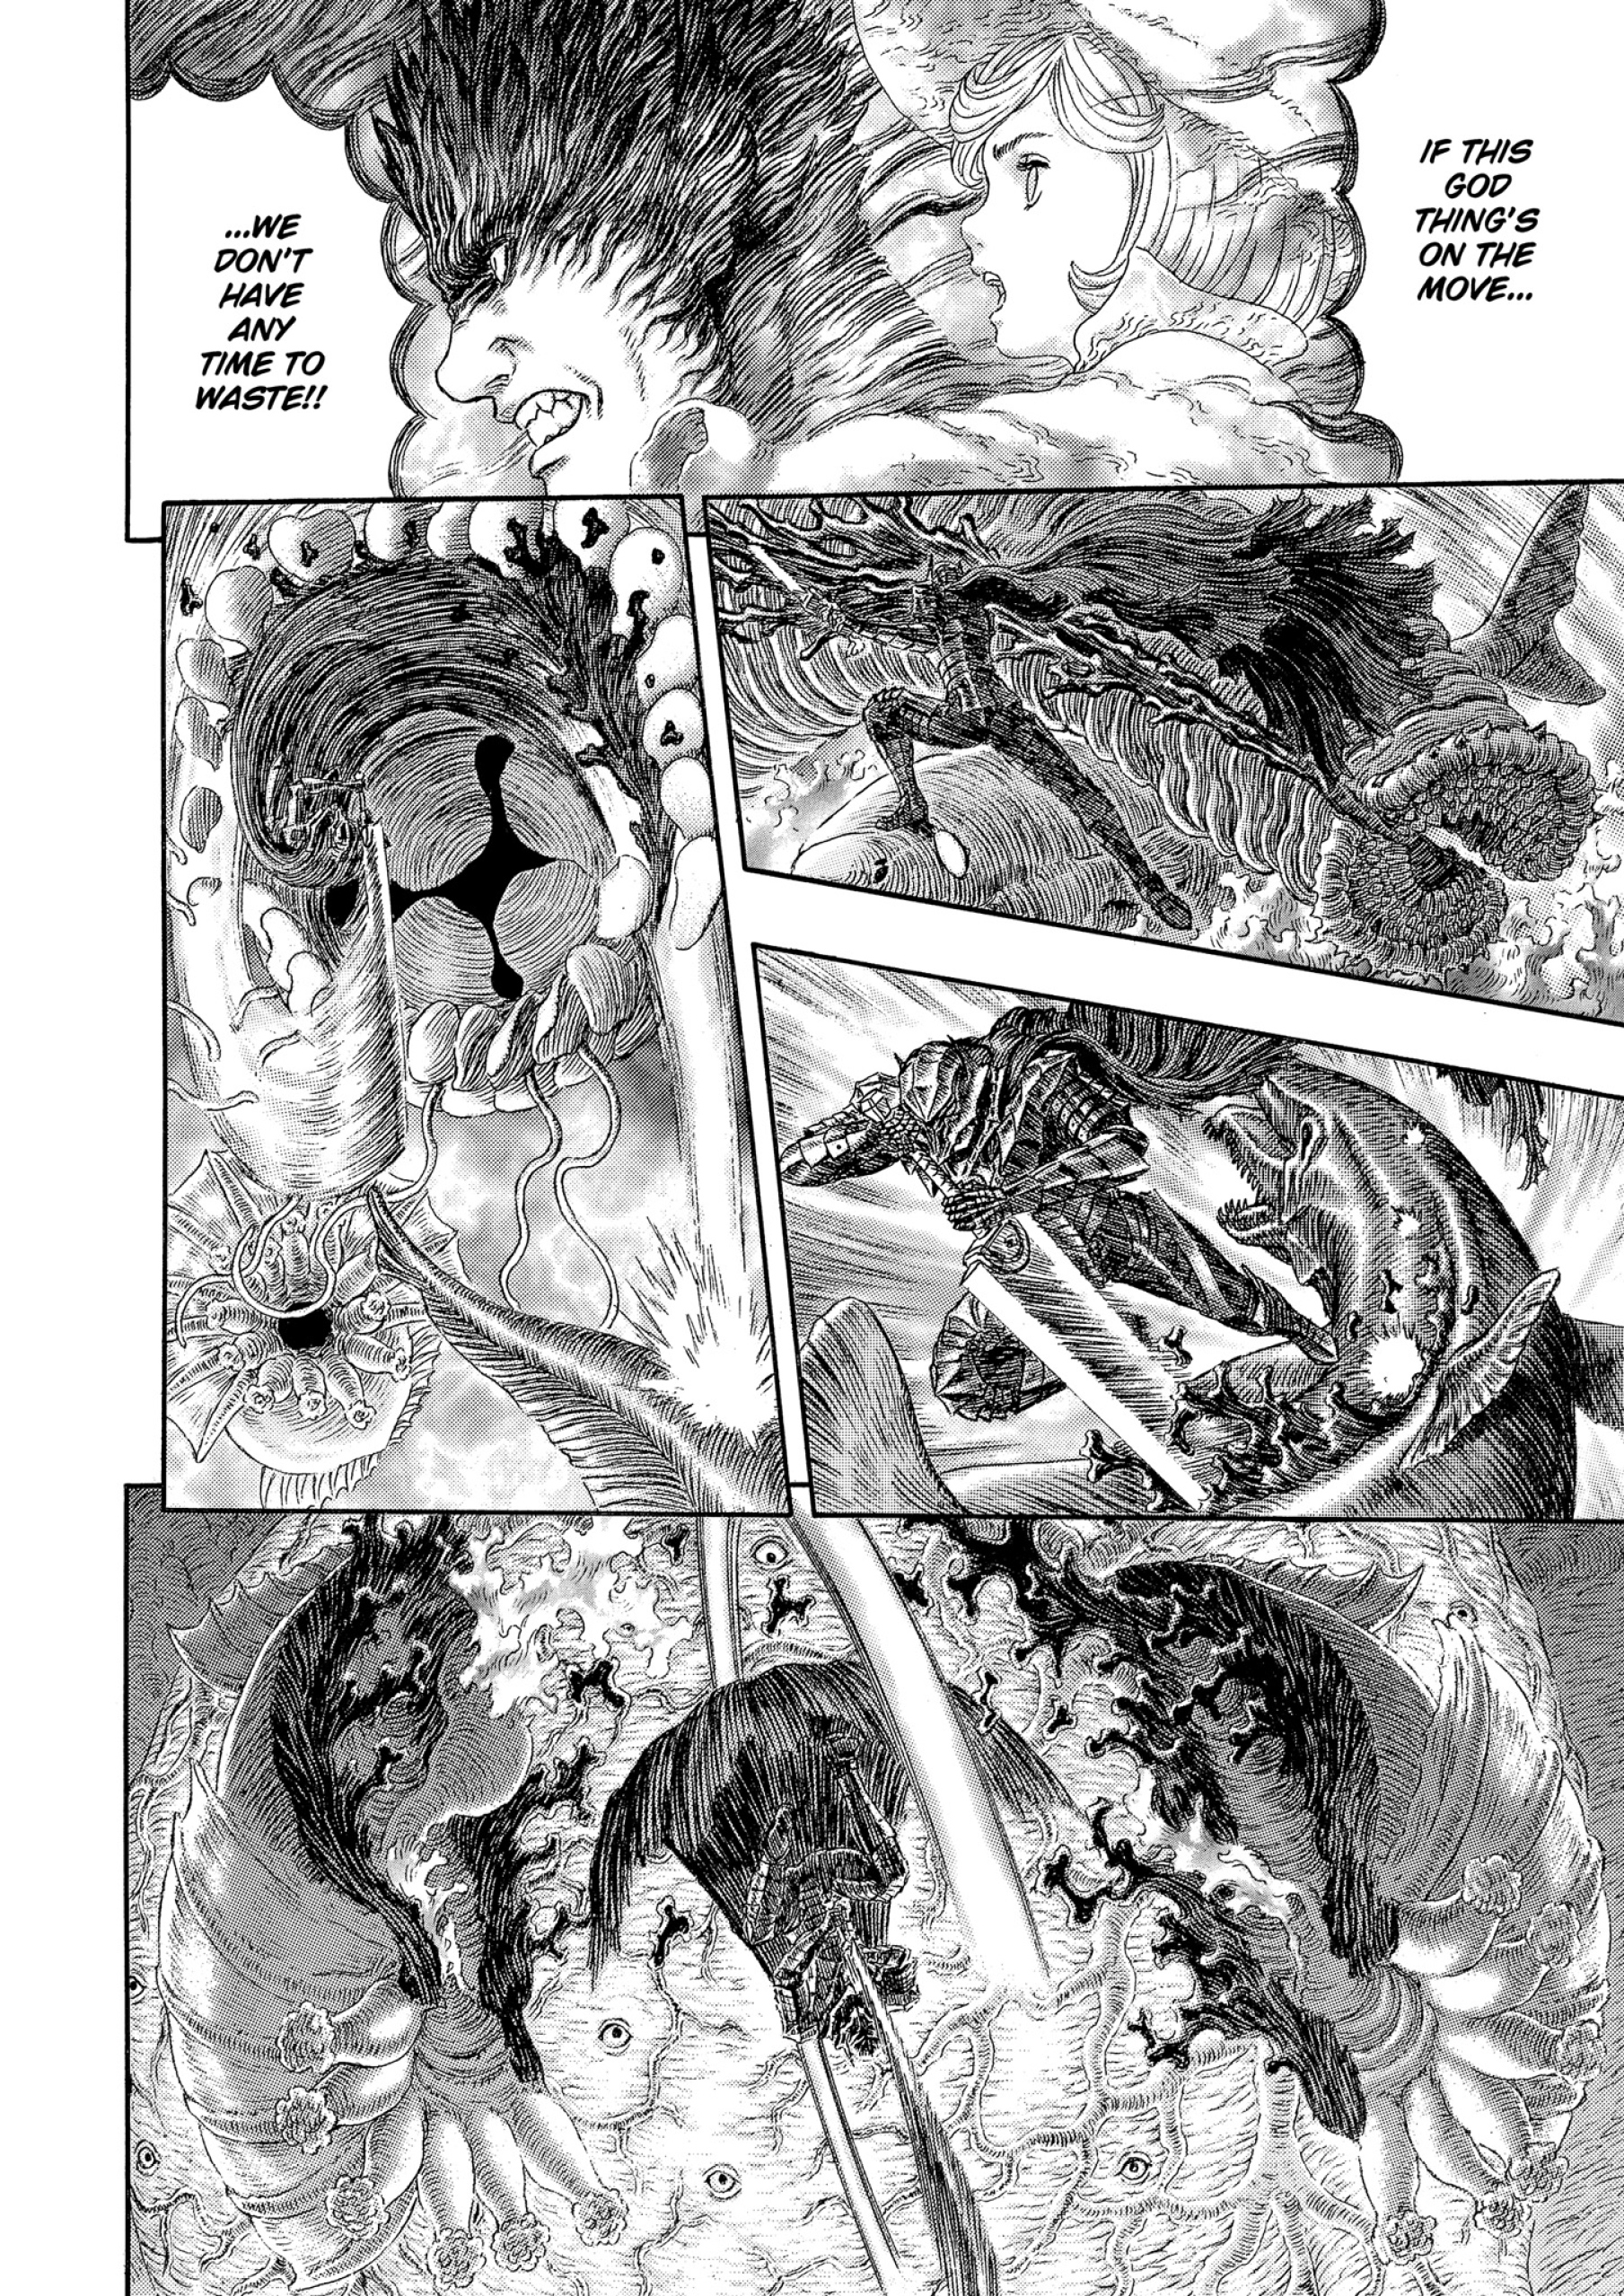 IF THIS
GOD
THING'S
ON THE
MOVE...
...WE
DON'T
HAVE
ANY
TIME TO
WASTE!!